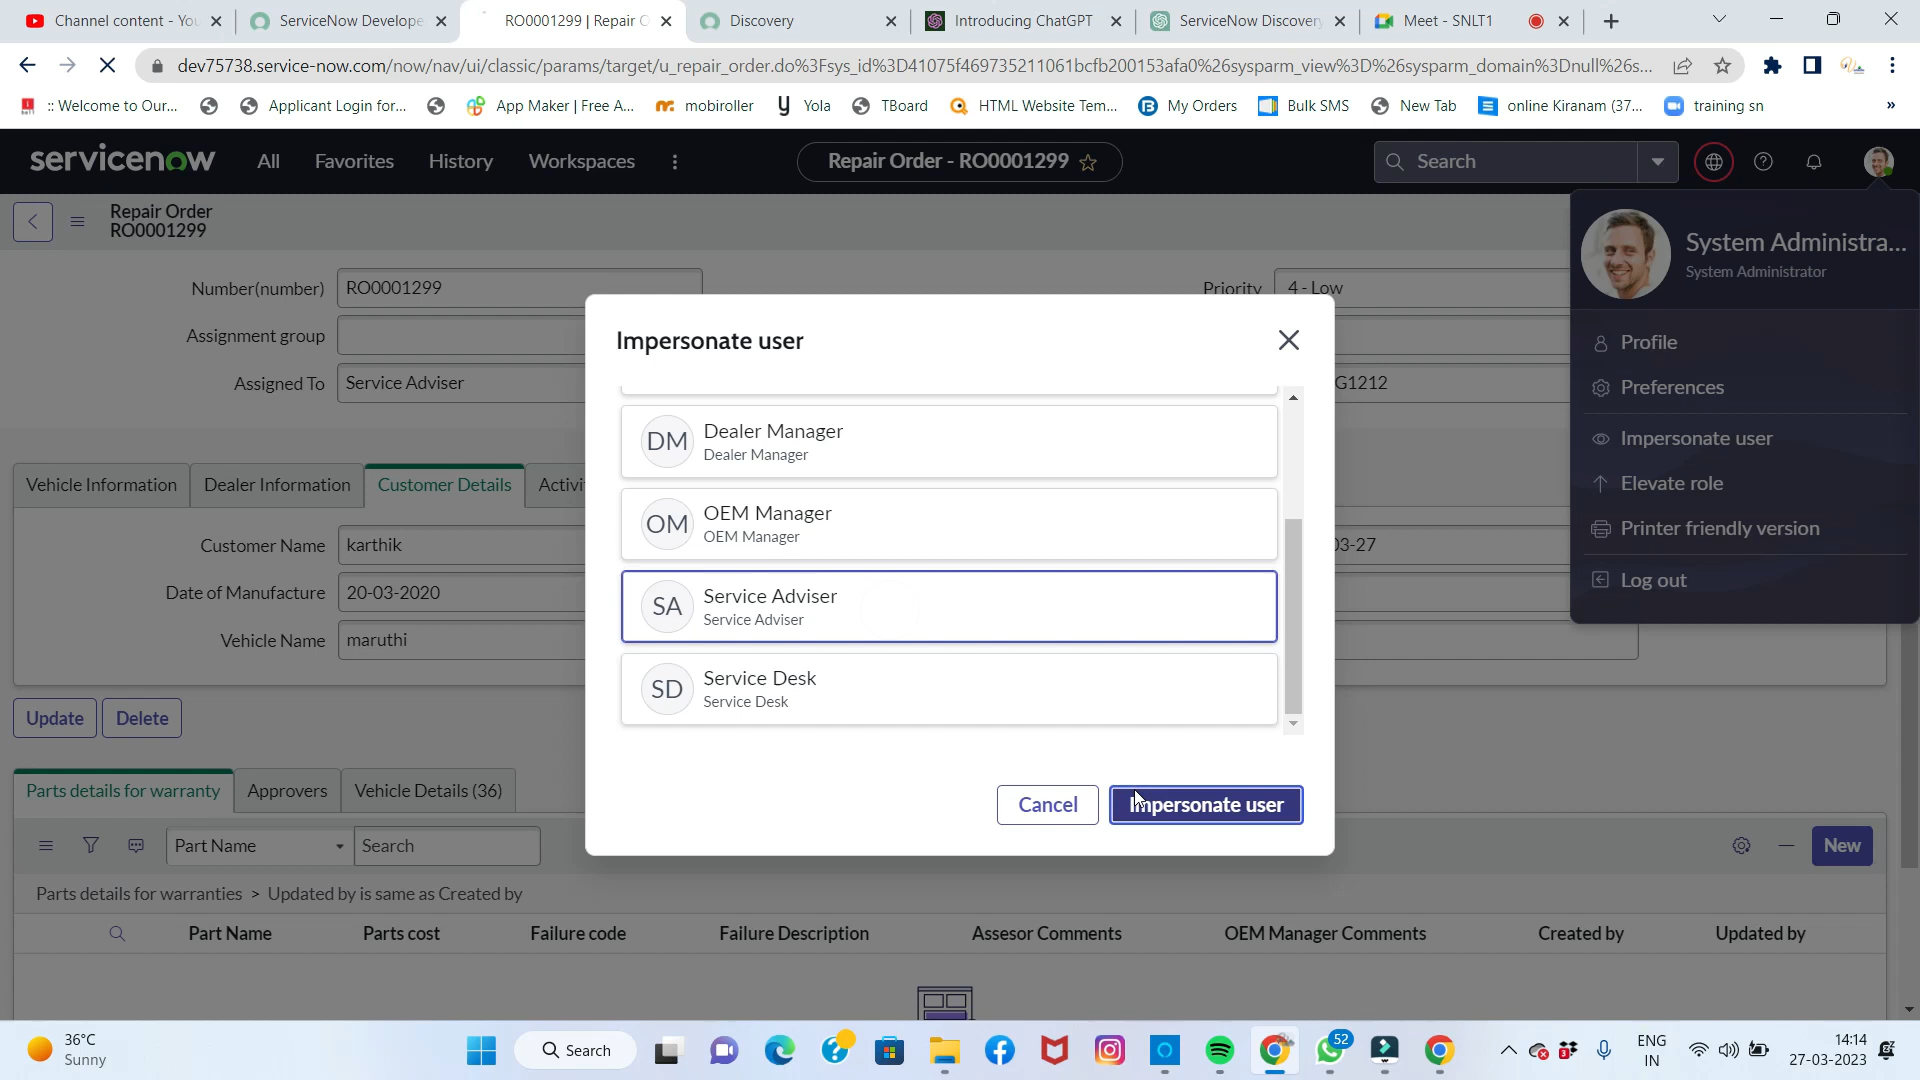 Channel content - Yo
ServiceNow Develope
RO0001299 | Repair O
Discovery
Introducing ChatGPT
ServiceNow Discovery
Meet - SNLT1
dev75738.service-now.com/now/nav/ui/classic/params/target/u_repair_order.do%3Fsys_id%3D41075f469735211061bcfb200153afa0%26sysparm_view%3D%26sysparm_domain%3Dnull%26s...
:: Welcome to Our...
Applicant Login for...
App Maker | Free A...
mobiroller
Yola
TBoard
HTML Website Tem...
My Orders
Bulk SMS
New Tab
online Kiranam (37...
training sn
»
servicenow
All
Favorites
History
Workspaces
Repair Order - RO0001299
Search
Repair Order
RO0001299
System Administra...
System Administrator
Profile
Preferences
Impersonate user
Elevate role
Printer friendly version
Log out
Number(number)
RO0001299
Priority
4 - Low
Assignment group
Assigned To
Service Adviser
G1212
Impersonate user
DM
Dealer Manager
Dealer Manager
OM
OEM Manager
OEM Manager
SA
Service Adviser
Service Adviser
SD
Service Desk
Service Desk
Cancel
Impersonate user
Vehicle Information
Dealer Information
Customer Details
Activi
Customer Name
karthik
03-27
Date of Manufacture
20-03-2020
Vehicle Name
maruthi
Update
Delete
Parts details for warranty
Approvers
Vehicle Details (36)
Part Name
Search
New
Parts details for warranties > Updated by is same as Created by
Part Name
Parts cost
Failure code
Failure Description
Assesor Comments
OEM Manager Comments
Created by
Updated by
36°C
Sunny
Search
52
ENG
IN
14:14
27-03-2023